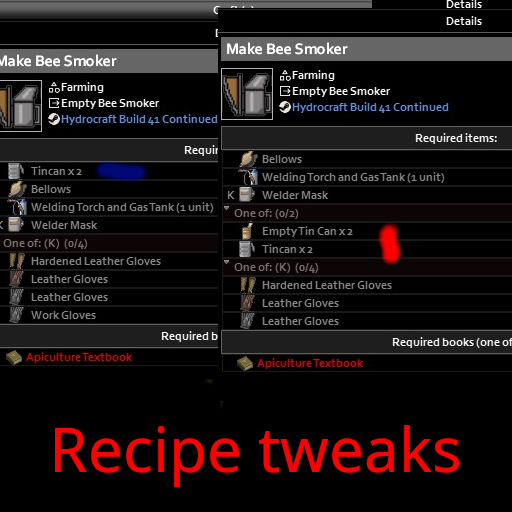 Details
Details
Make Bee Smoker
Farming
Empty Bee Smoker
Hydrocraft Build 41 Continued
Tincan x 2
Bellows
Welding Torch and Gas Tank (1 unit)
K Welder Mask
One of: (K) (0/4)
Hardened Leather Gloves
Leather Gloves
Leather Gloves
Work Gloves
Required b
Apiculture Textbook
Make Bee Smoker
Farming
Empty Bee Smoker
Hydrocraft Build 41 Continued
Required items:
Bellows
Welding Torch and Gas Tank (1 unit)
K Welder Mask
One of: (0/2)
Empty Tin Can x 2
Tincan x 2
One of: (K) (0/4)
Hardened Leather Gloves
Leather Gloves
Leather Gloves
Required books (one of
Apiculture Textbook
Recipe tweaks